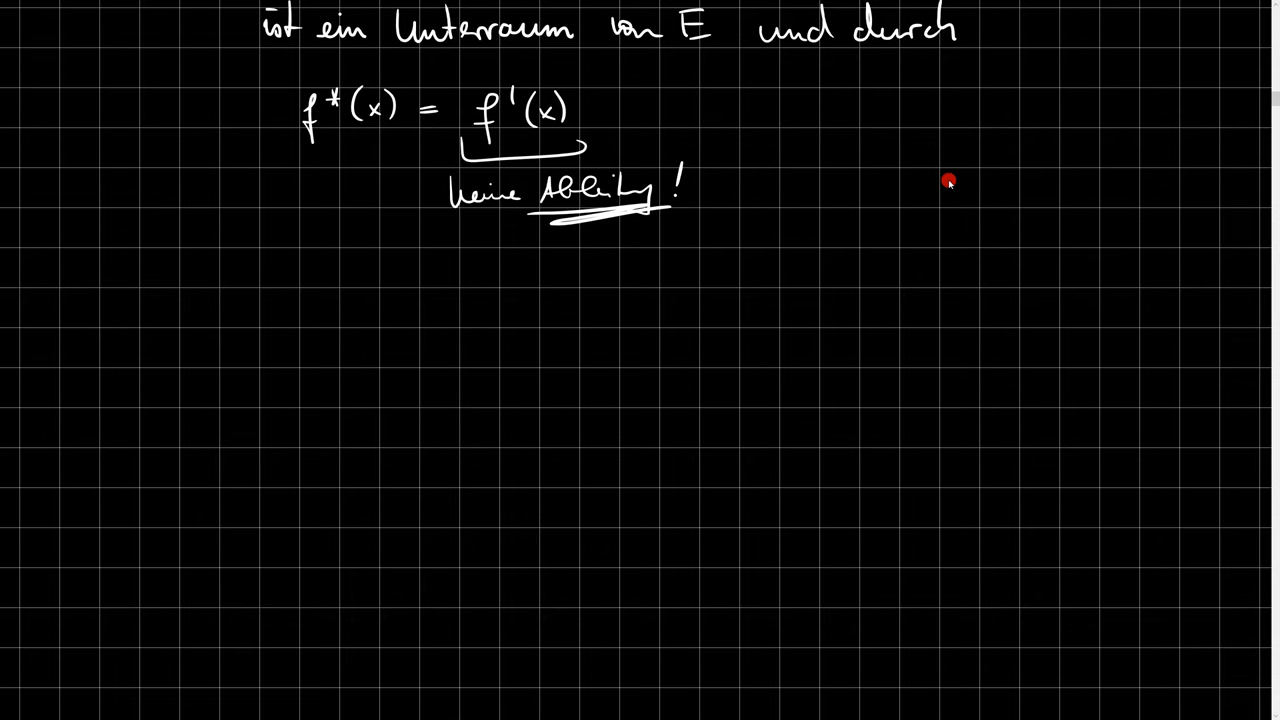 ist ein Unterraum von E und durch
f*(x) = f'(x)
keine Ableitung!